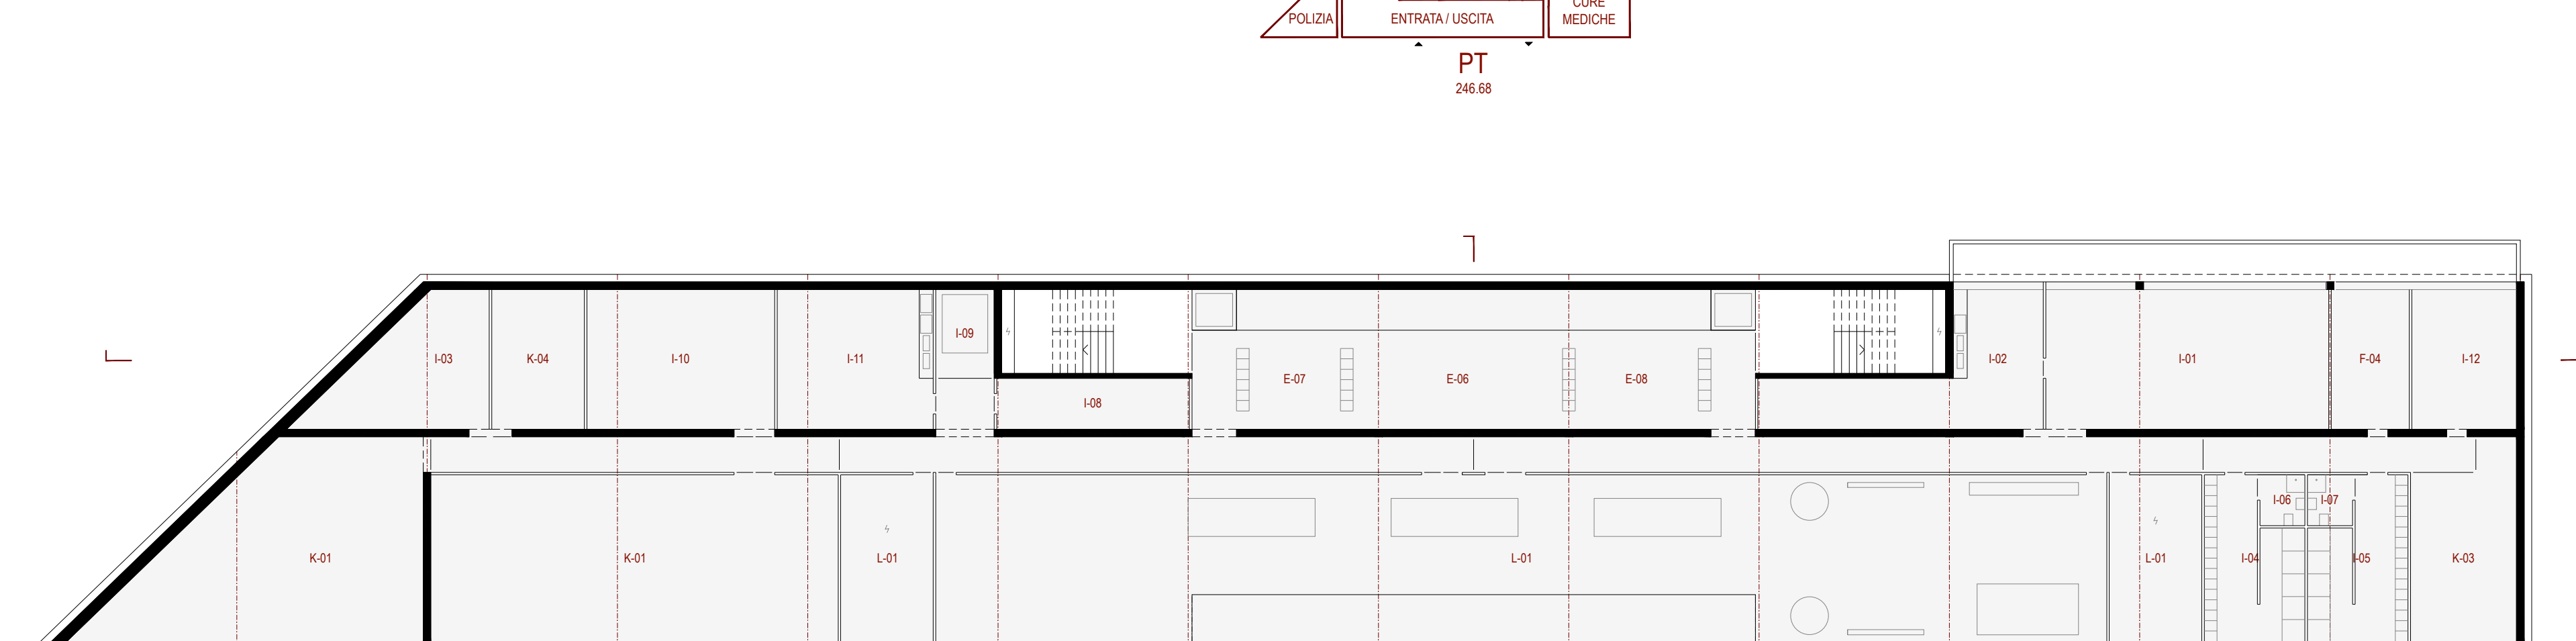 CURE
POLIZIA
ENTRATA / USCITA
MEDICHE
PT
246.68
I-09
I-03
K-04
I-10
I-11
I-02
I-01
F-04
I-12
E-07
E-06
E-08
I-08
I-06
I-07
K-01
K-01
L-01
L-01
L-01
I-04
I-05
K-03